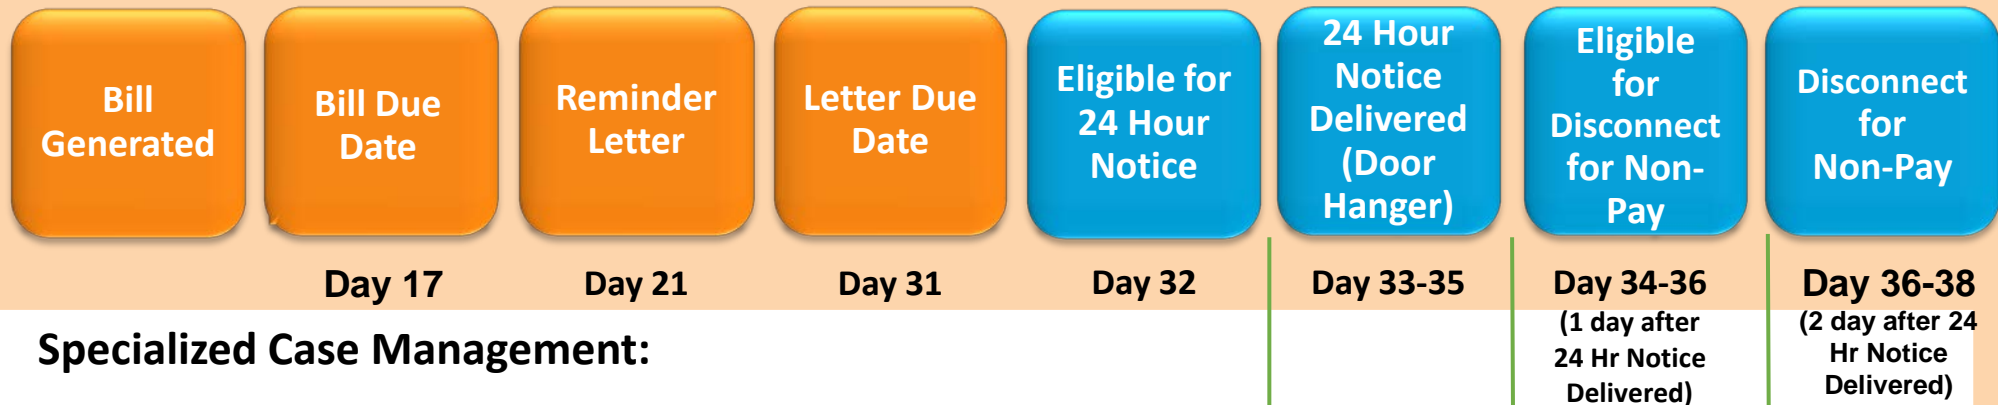 Bill
Generated
Bill Due
Date
Reminder
Letter
Letter Due
Date
Eligible for
24 Hour
Notice
24 Hour
Notice
Delivered
(Door
Hanger)
Eligible
for
Disconnect
for Non-
Pay
Disconnect
for
Non-Pay
Day 17
Day 21
Day 31
Day 32
Day 33-35
Day 34-36
(1 day after
24 Hr Notice
Delivered)
Day 36-38
(2 day after 24
Hr Notice
Delivered)
Specialized Case Management: